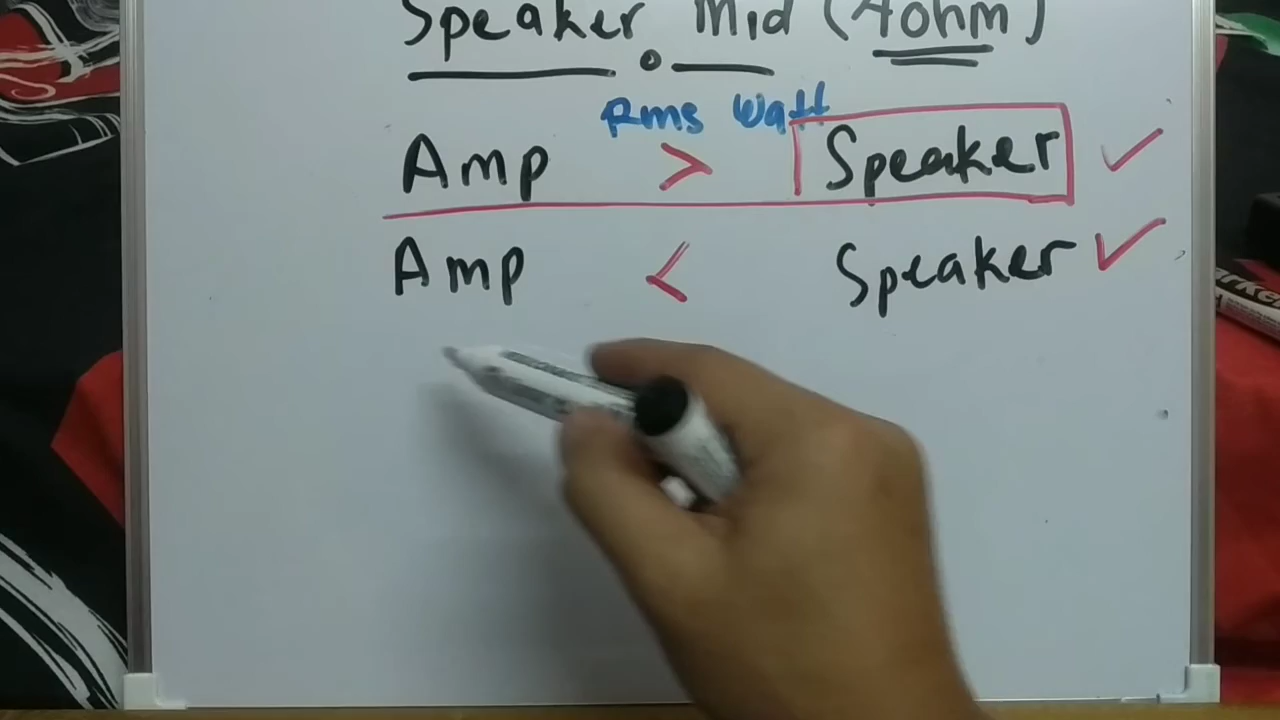 Speaker Mid (4ohm)
Rms Watt
Amp > Speaker ✓
Amp < Speaker ✓